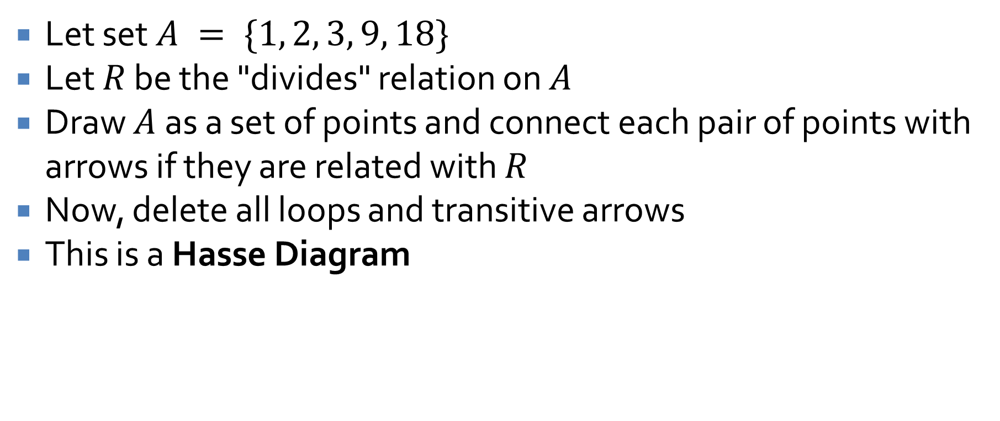 ▪ Let set A = {1, 2, 3, 9, 18}
▪ Let R be the "divides" relation on A
▪ Draw A as a set of points and connect each pair of points with
arrows if they are related with R
▪ Now, delete all loops and transitive arrows
▪ This is a Hasse Diagram